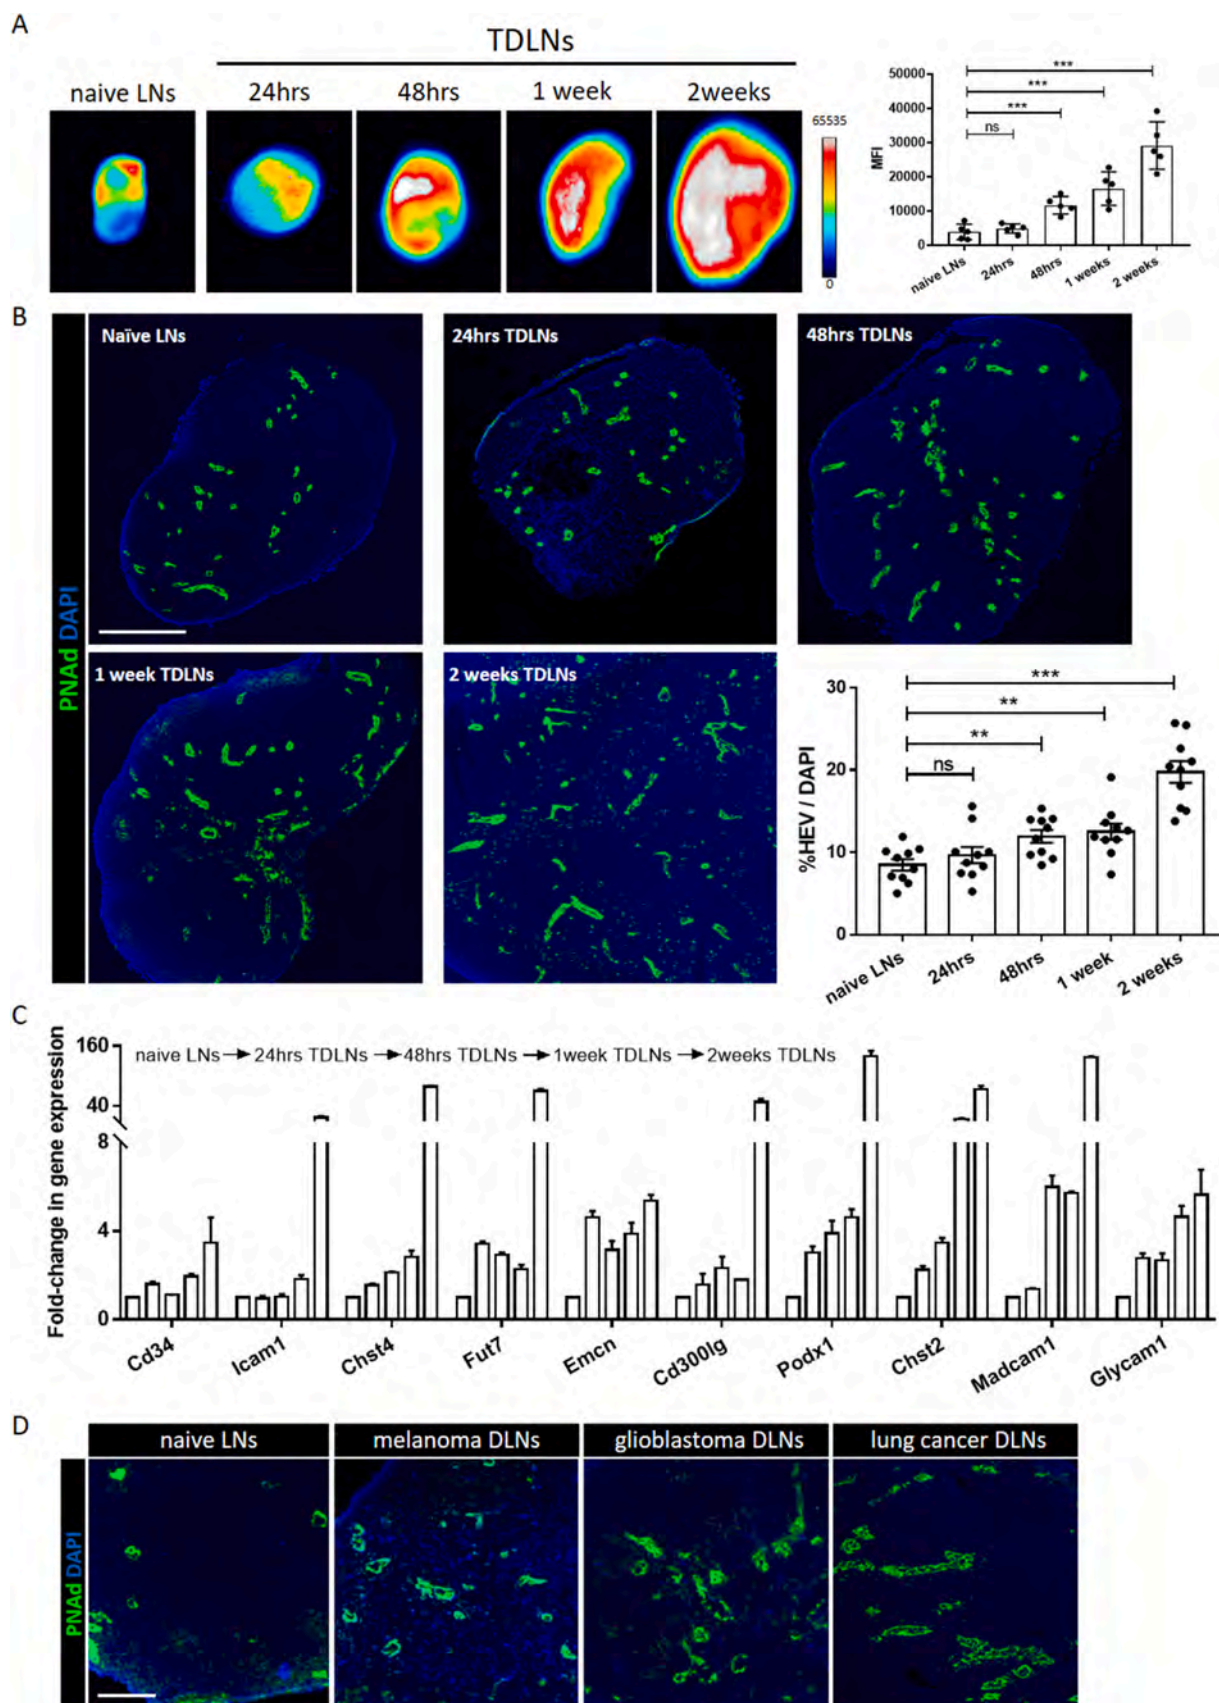 A
TDLNs
naive LNs
24hrs
48hrs
1 week
2weeks
65535
0
50000
40000
30000
20000
10000
0
MFI
***
***
***
ns
naive LNs
24hrs
48hrs
1 weeks
2 weeks
B
PNAd DAPI
Naïve LNs
24hrs TDLNs
48hrs TDLNs
1 week TDLNs
2 weeks TDLNs
30
20
10
0
%HEV / DAPI
***
**
**
ns
naive LNs
24hrs
48hrs
1 week
2 weeks
C
Fold-change in gene expression
160
40
8
4
0
naive LNs → 24hrs TDLNs → 48hrs TDLNs → 1week TDLNs → 2weeks TDLNs
Cd34
Icam1
Chst4
Fut7
Emcn
Cd300lg
Podx1
Chst2
Madcam1
Glycam1
D
PNAd DAPI
naive LNs
melanoma DLNs
glioblastoma DLNs
lung cancer DLNs